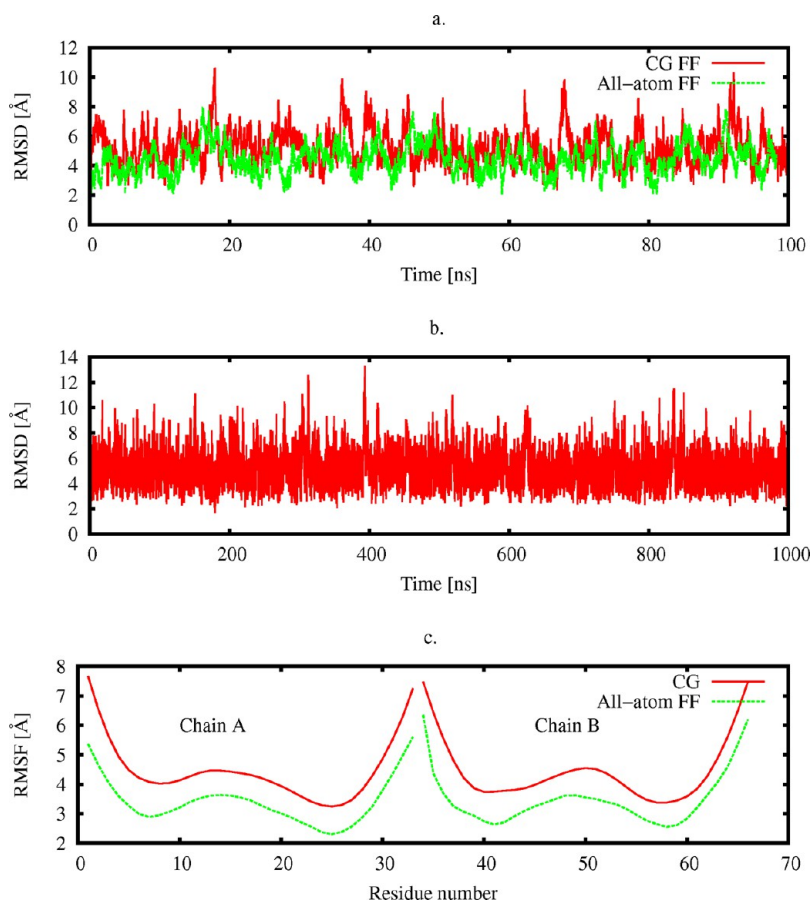 a.
12
10
8
6
4
2
0
RMSD [Å]
CG FF
All−atom FF
0 20 40 60 80 100
Time [ns]
b.
14
12
10
8
6
4
2
0
RMSD [Å]
0 200 400 600 800 1000
Time [ns]
c.
8
7
6
5
4
3
2
RMSF [Å]
CG
All−atom FF
Chain A Chain B
0 10 20 30 40 50 60 70
Residue number